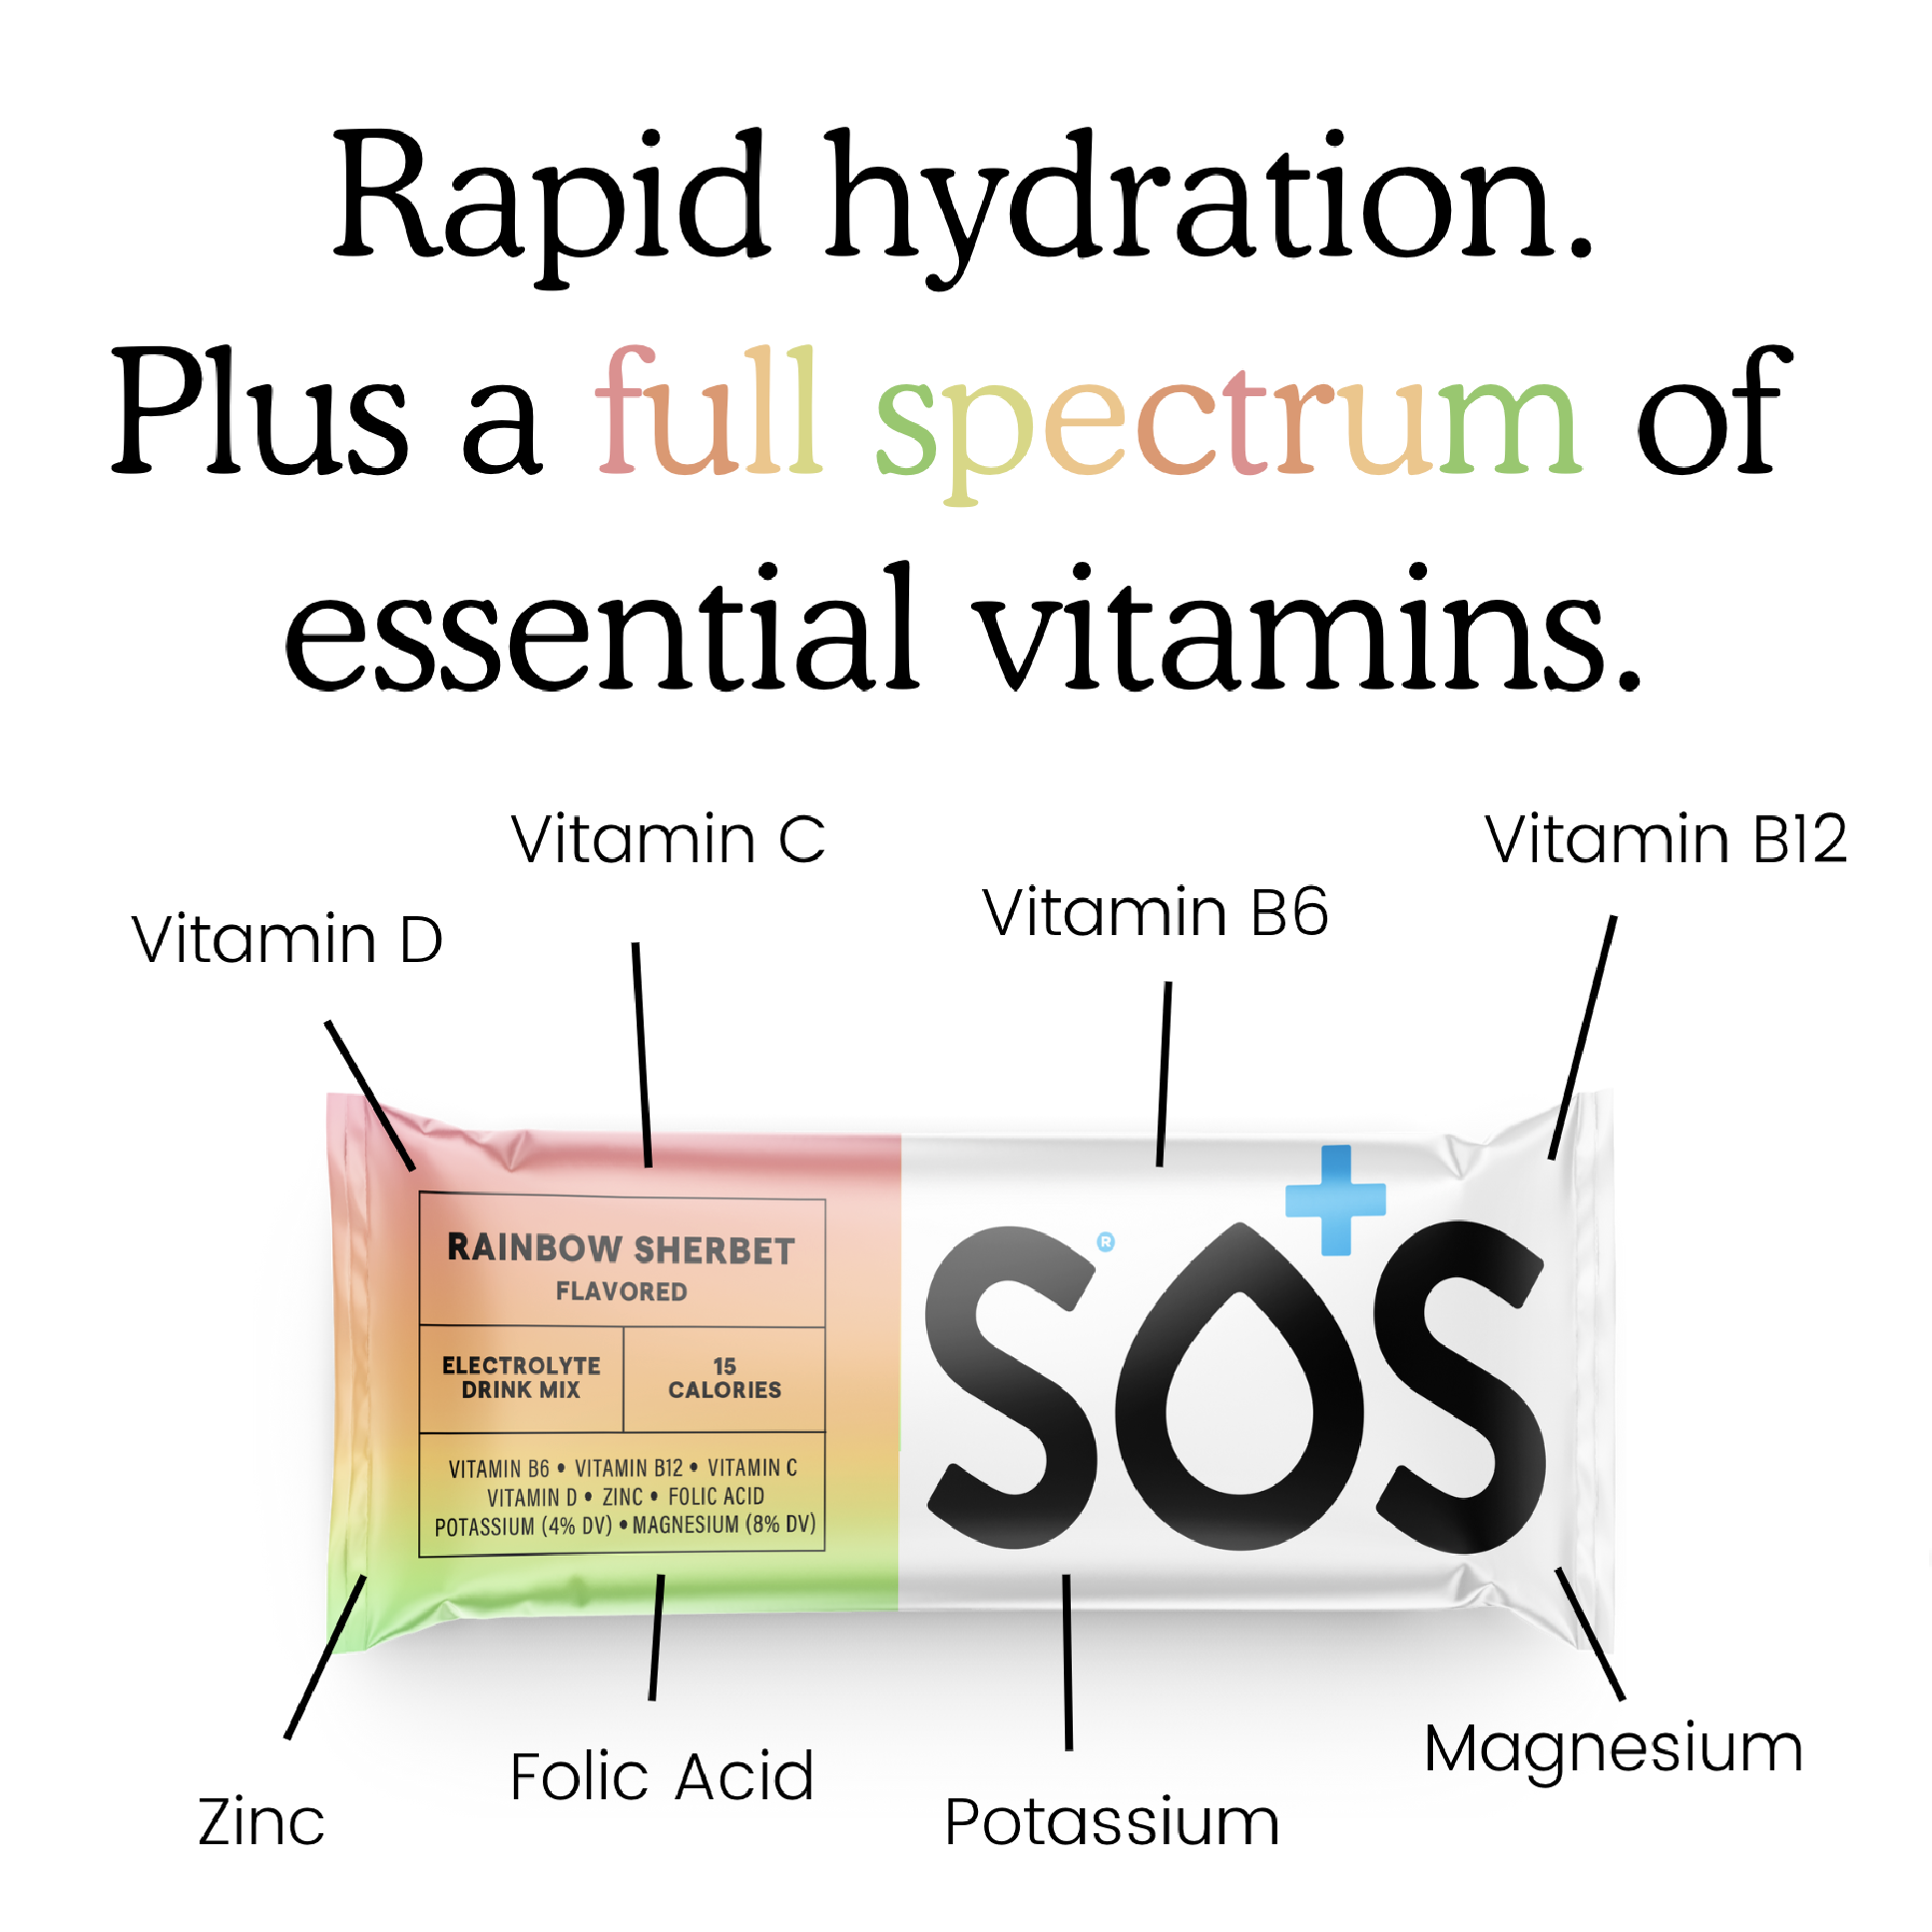 Rapid hydration.
Plus a full spectrum of
essential vitamins.
Vitamin C
Vitamin B12
Vitamin B6
Vitamin D
RAINBOW SHERBET
FLAVORED
ELECTROLYTE
DRINK MIX
15
CALORIES
VITAMIN B6 • VITAMIN B12 • VITAMIN C
VITAMIN D • ZINC • FOLIC ACID
POTASSIUM (4% DV) • MAGNESIUM (8% DV)
SOS
®
Magnesium
Folic Acid
Zinc
Potassium